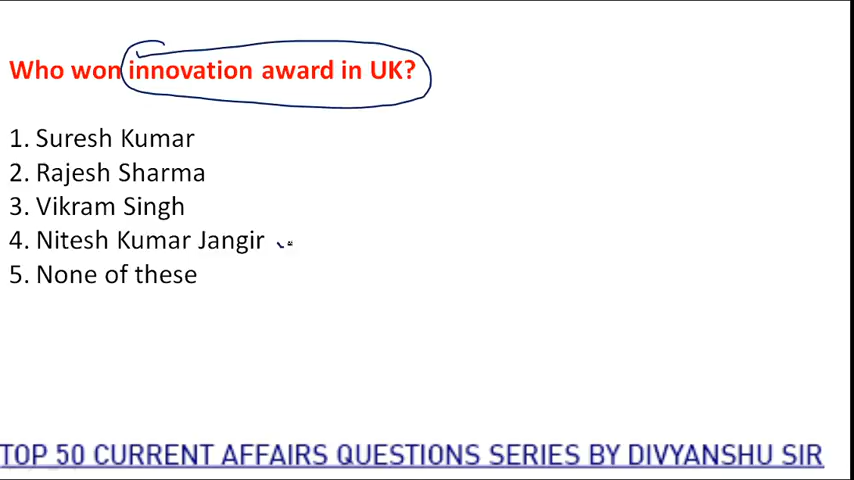 Who won innovation award in UK?
1. Suresh Kumar
2. Rajesh Sharma
3. Vikram Singh
4. Nitesh Kumar Jangir
5. None of these
TOP 50 CURRENT AFFAIRS QUESTIONS SERIES BY DIVYANSHU SIR